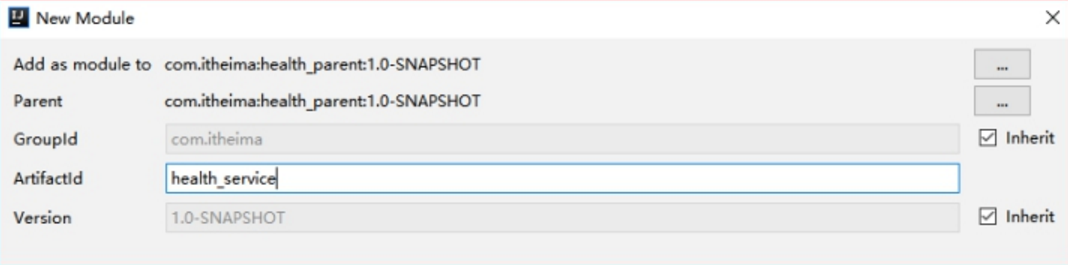 New Module
Add as module to com.itheima:health_parent:1.0-SNAPSHOT ...
Parent com.itheima:health_parent:1.0-SNAPSHOT ...
GroupId com.itheima Inherit
ArtifactId health_service
Version 1.0-SNAPSHOT Inherit